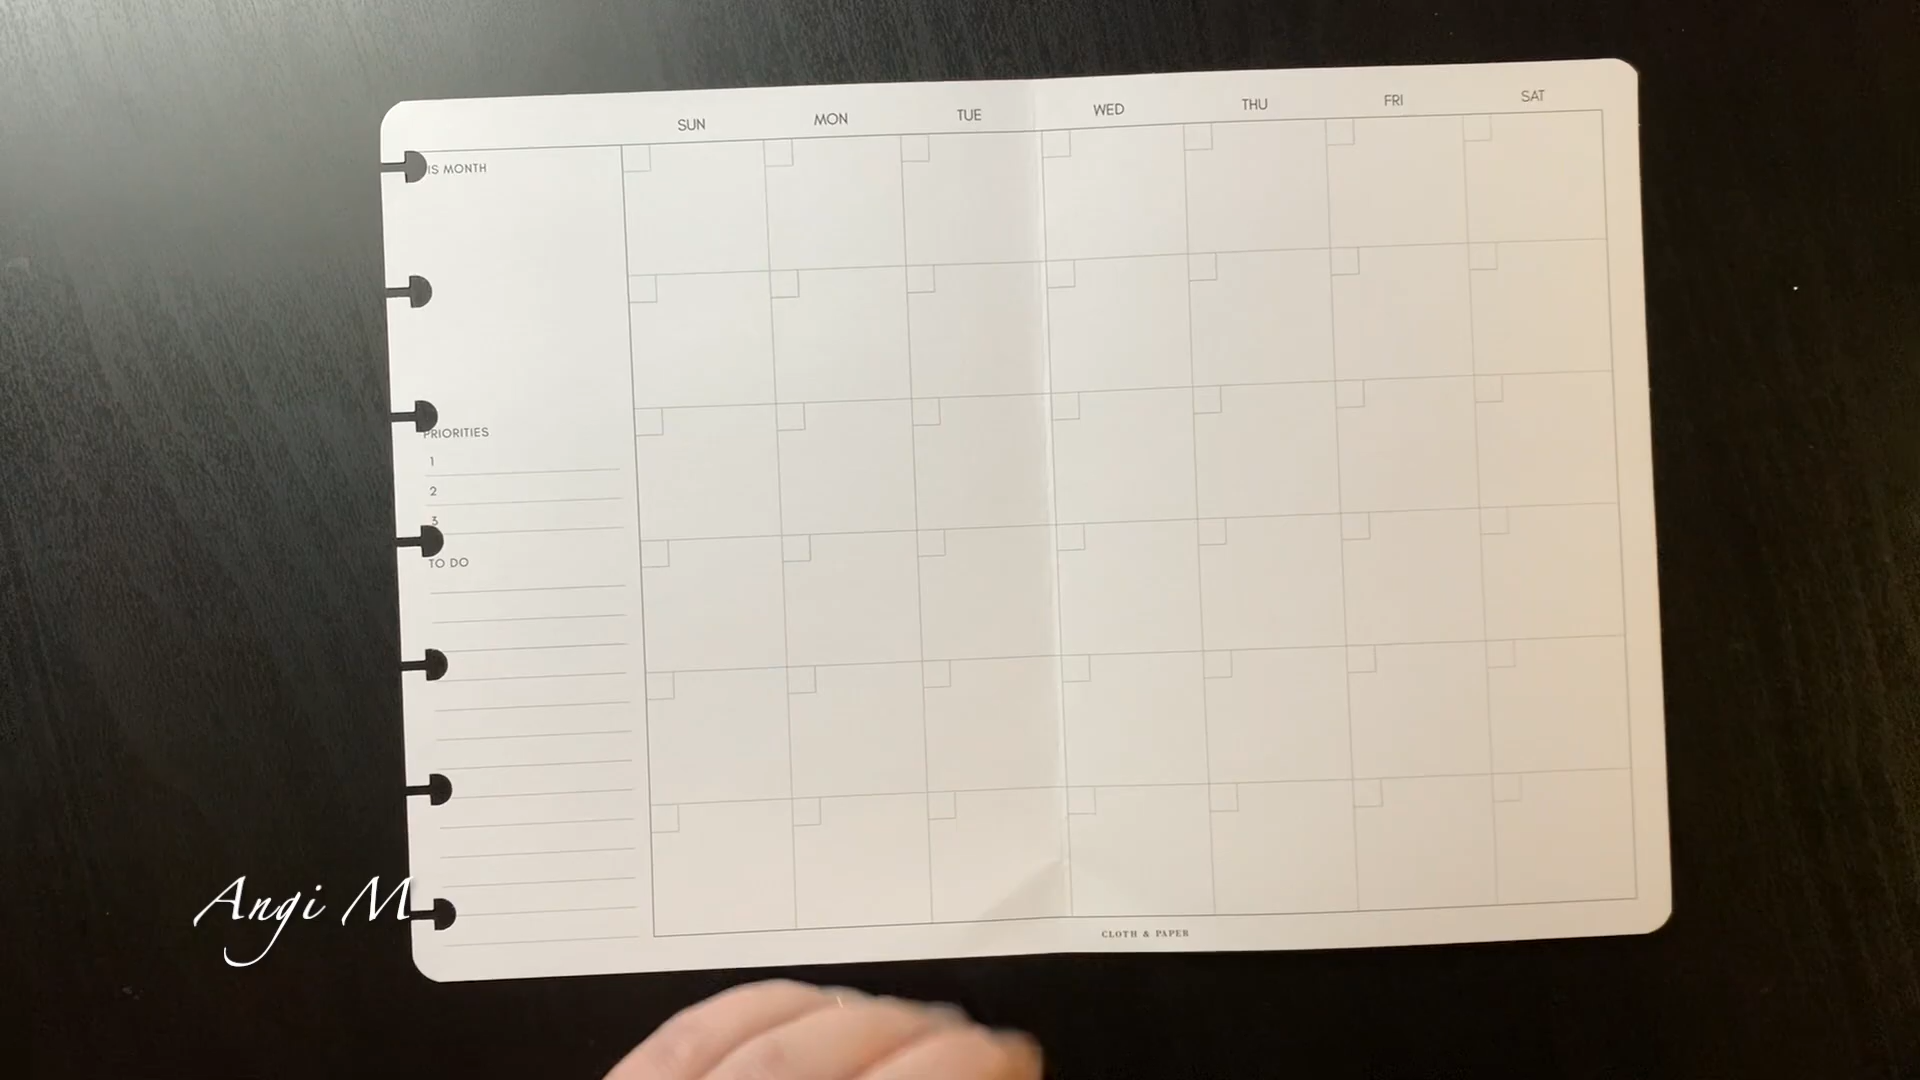 SUN MON TUE WED THU FRI SAT
IS MONTH
PRIORITIES
1
2
3
TO DO
Angi M
CLOTH & PAPER